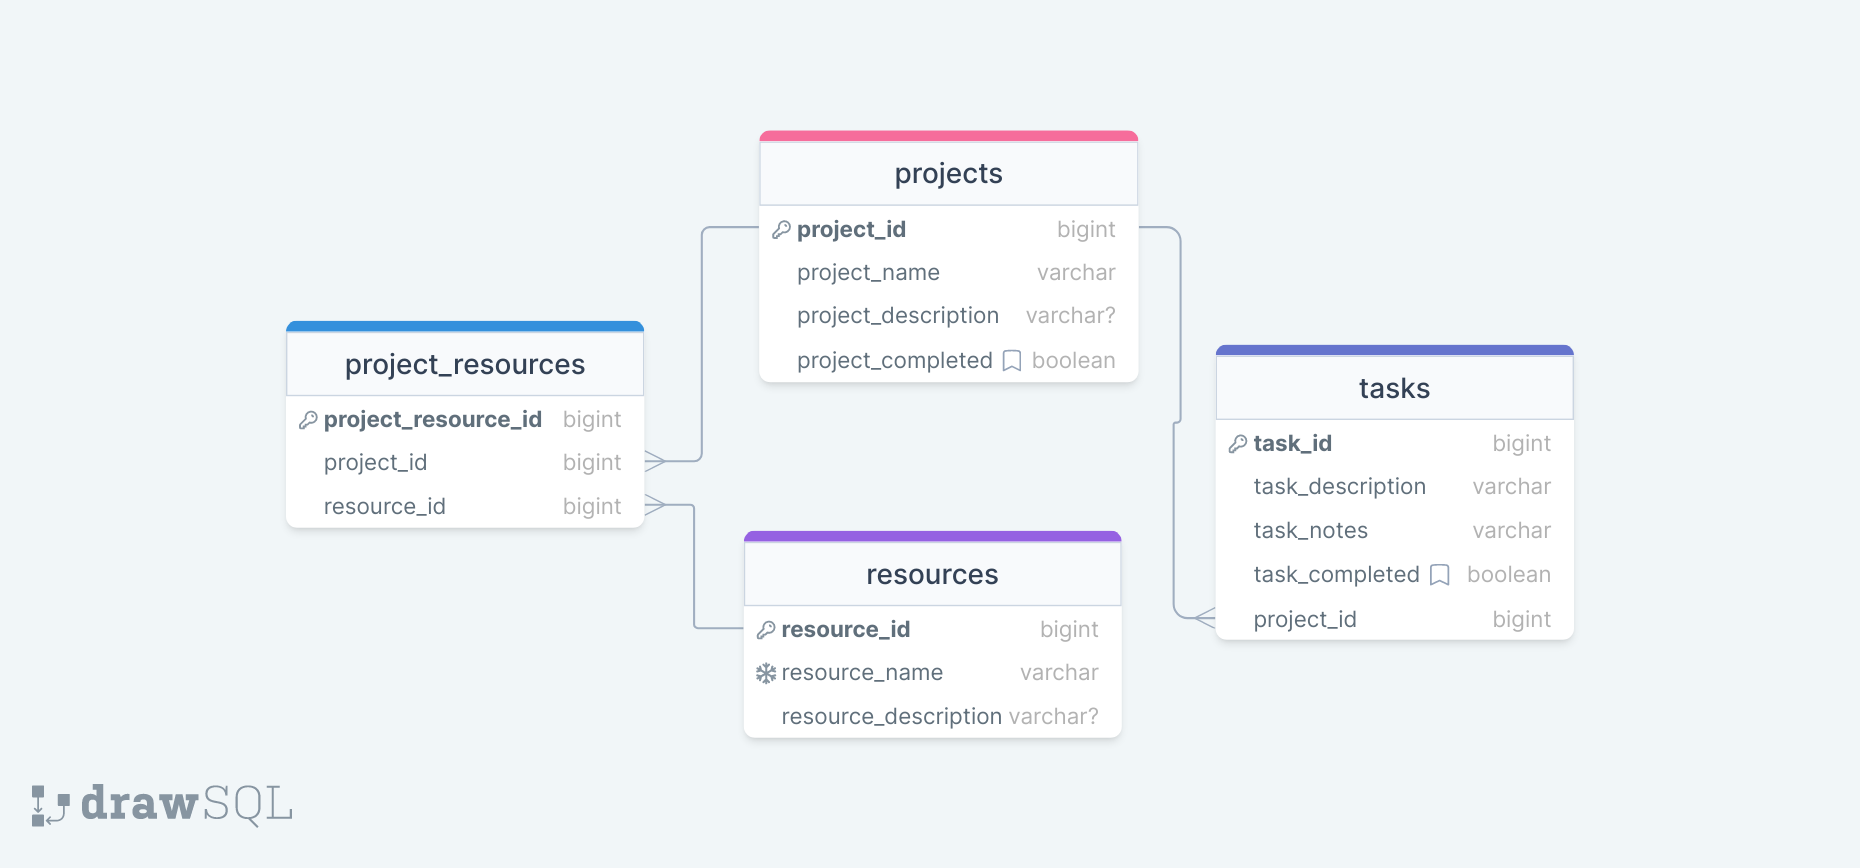 projects
project_id bigint
project_name varchar
project_description varchar?
project_completed boolean
project_resources
project_resource_id bigint
project_id bigint
resource_id bigint
tasks
task_id bigint
task_description varchar
task_notes varchar
task_completed boolean
project_id bigint
resources
resource_id bigint
resource_name varchar
resource_description varchar?
drawSQL